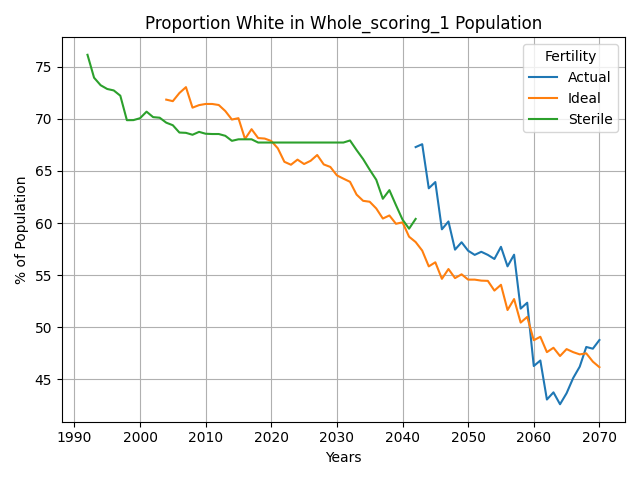 Proportion White in Whole_scoring_1 Population
Fertility
Actual
Ideal
Sterile
% of Population
75
70
65
60
55
50
45
1990 2000 2010 2020 2030 2040 2050 2060 2070
Years